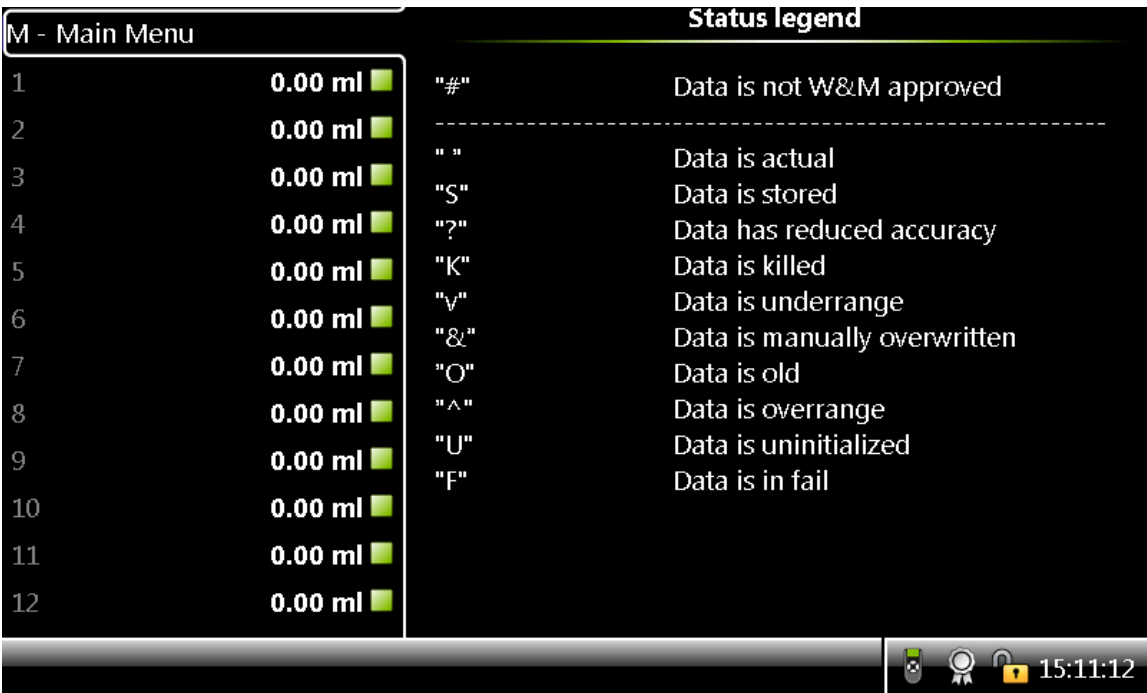 M - Main Menu
1 0.00 ml
2 0.00 ml
3 0.00 ml
4 0.00 ml
5 0.00 ml
6 0.00 ml
7 0.00 ml
8 0.00 ml
9 0.00 ml
10 0.00 ml
11 0.00 ml
12 0.00 ml
Status legend
"#" Data is not W&M approved
--------------------------------------------------------
" " Data is actual
"S" Data is stored
"?" Data has reduced accuracy
"K" Data is killed
"v" Data is underrange
"&" Data is manually overwritten
"O" Data is old
"^" Data is overrange
"U" Data is uninitialized
"F" Data is in fail
15:11:12